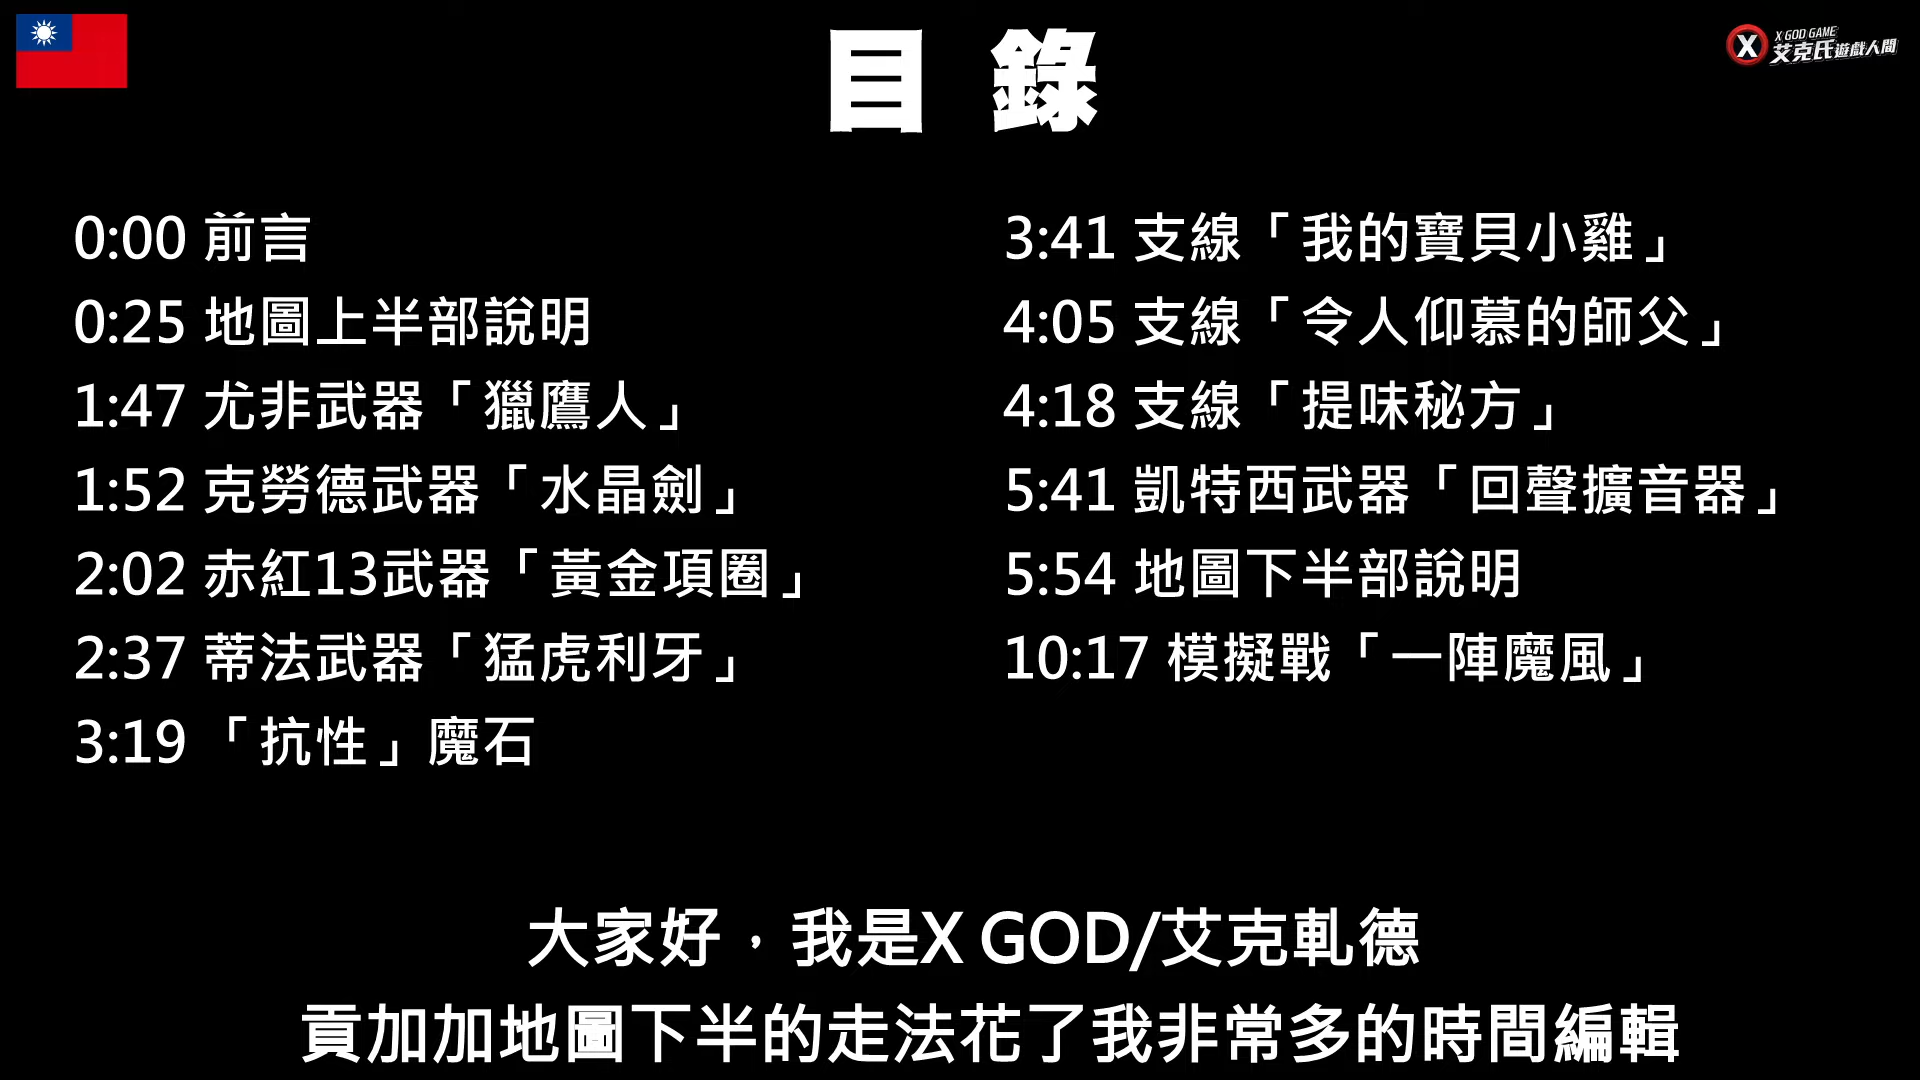 目錄
X GOD GAME
艾克氏遊戲人間
0:00 前言
0:25 地圖上半部說明
1:47 尤非武器「獵鷹人」
1:52 克勞德武器「水晶劍」
2:02 赤紅13武器「黃金項圈」
2:37 蒂法武器「猛虎利牙」
3:19 「抗性」魔石
3:41 支線「我的寶貝小雞」
4:05 支線「令人仰慕的師父」
4:18 支線「提味秘方」
5:41 凱特西武器「回聲擴音器」
5:54 地圖下半部說明
10:17 模擬戰「一陣魔風」
大家好，我是X GOD/艾克軋德
貢加加地圖下半的走法花了我非常多的時間編輯